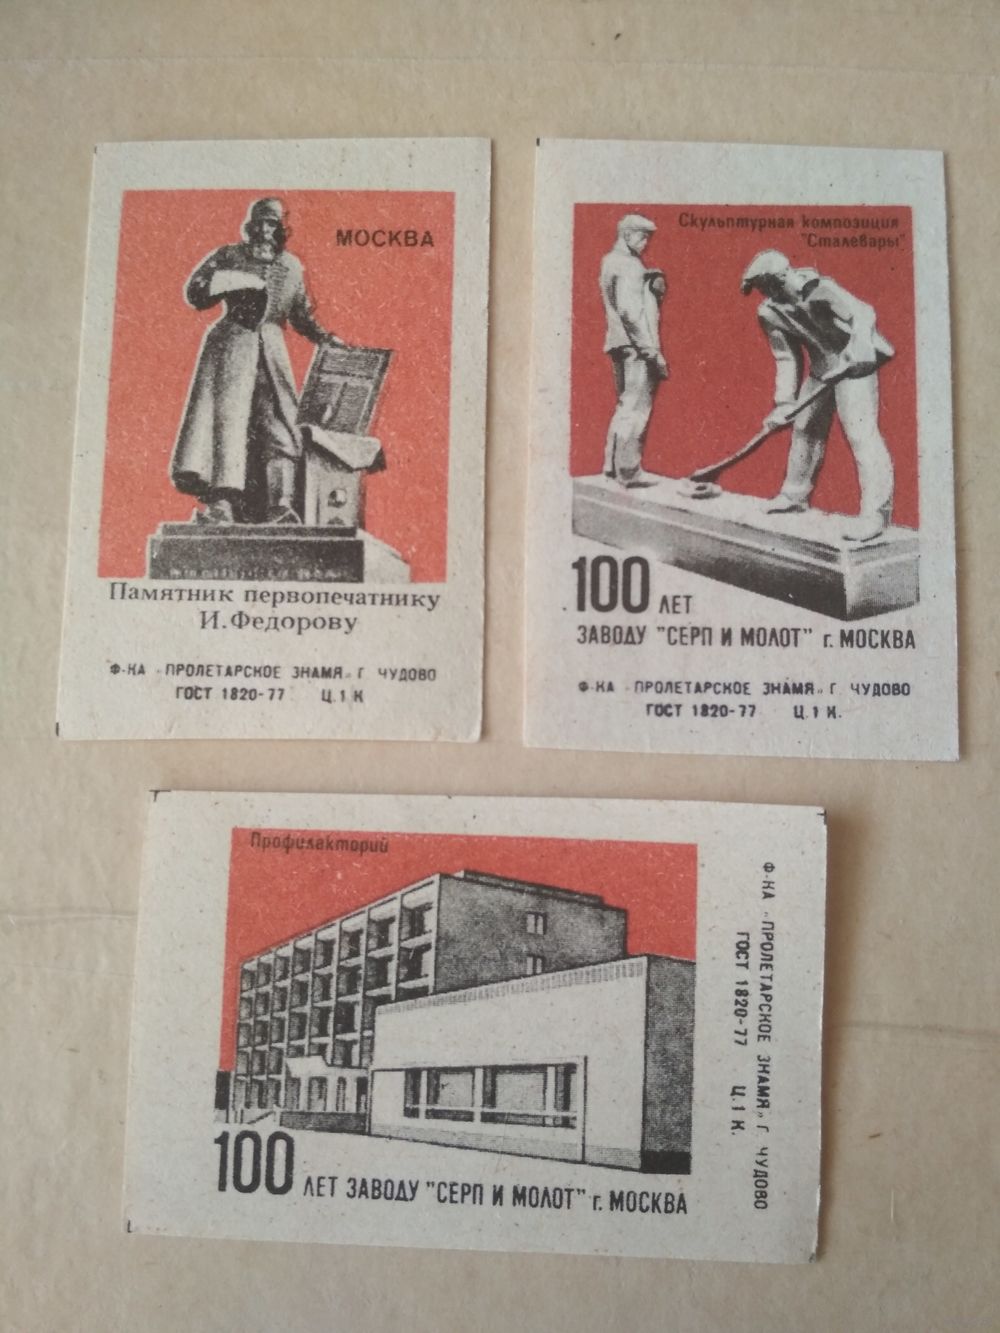 МОСКВА
Памятник первопечатнику
И.Федорову
Ф-КА „ПРОЛЕТАРСКОЕ ЗНАМЯ" Г. ЧУДОВО
ГОСТ 1820-77 Ц.1 К
Скульптурная композиция
"Сталевары"
100 ЛЕТ
ЗАВОДУ "СЕРП И МОЛОТ" г. МОСКВА
Ф-КА „ПРОЛЕТАРСКОЕ ЗНАМЯ" Г. ЧУДОВО
ГОСТ 1820-77 Ц.1 К.
Профилакторий
100 ЛЕТ ЗАВОДУ "СЕРП И МОЛОТ" г. МОСКВА
Ф-КА „ПРОЛЕТАРСКОЕ ЗНАМЯ" Г. ЧУДОВО
ГОСТ 1820-77 Ц.1 К.